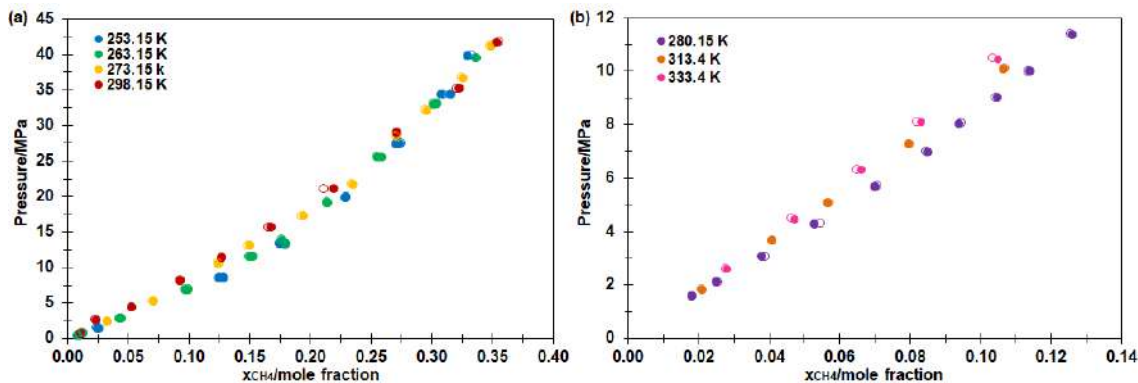 (a)
45
40
35
30
25
20
15
10
5
0
Pressure/MPa
253.15 K
263.15 K
273.15 k
298.15 K
0.00 0.05 0.10 0.15 0.20 0.25 0.30 0.35 0.40
xCH4/mole fraction
(b)
12
10
8
6
4
2
0
Pressure/MPa
280.15 K
313.4 K
333.4 K
0.00 0.02 0.04 0.06 0.08 0.10 0.12 0.14
xCH4/mole fraction